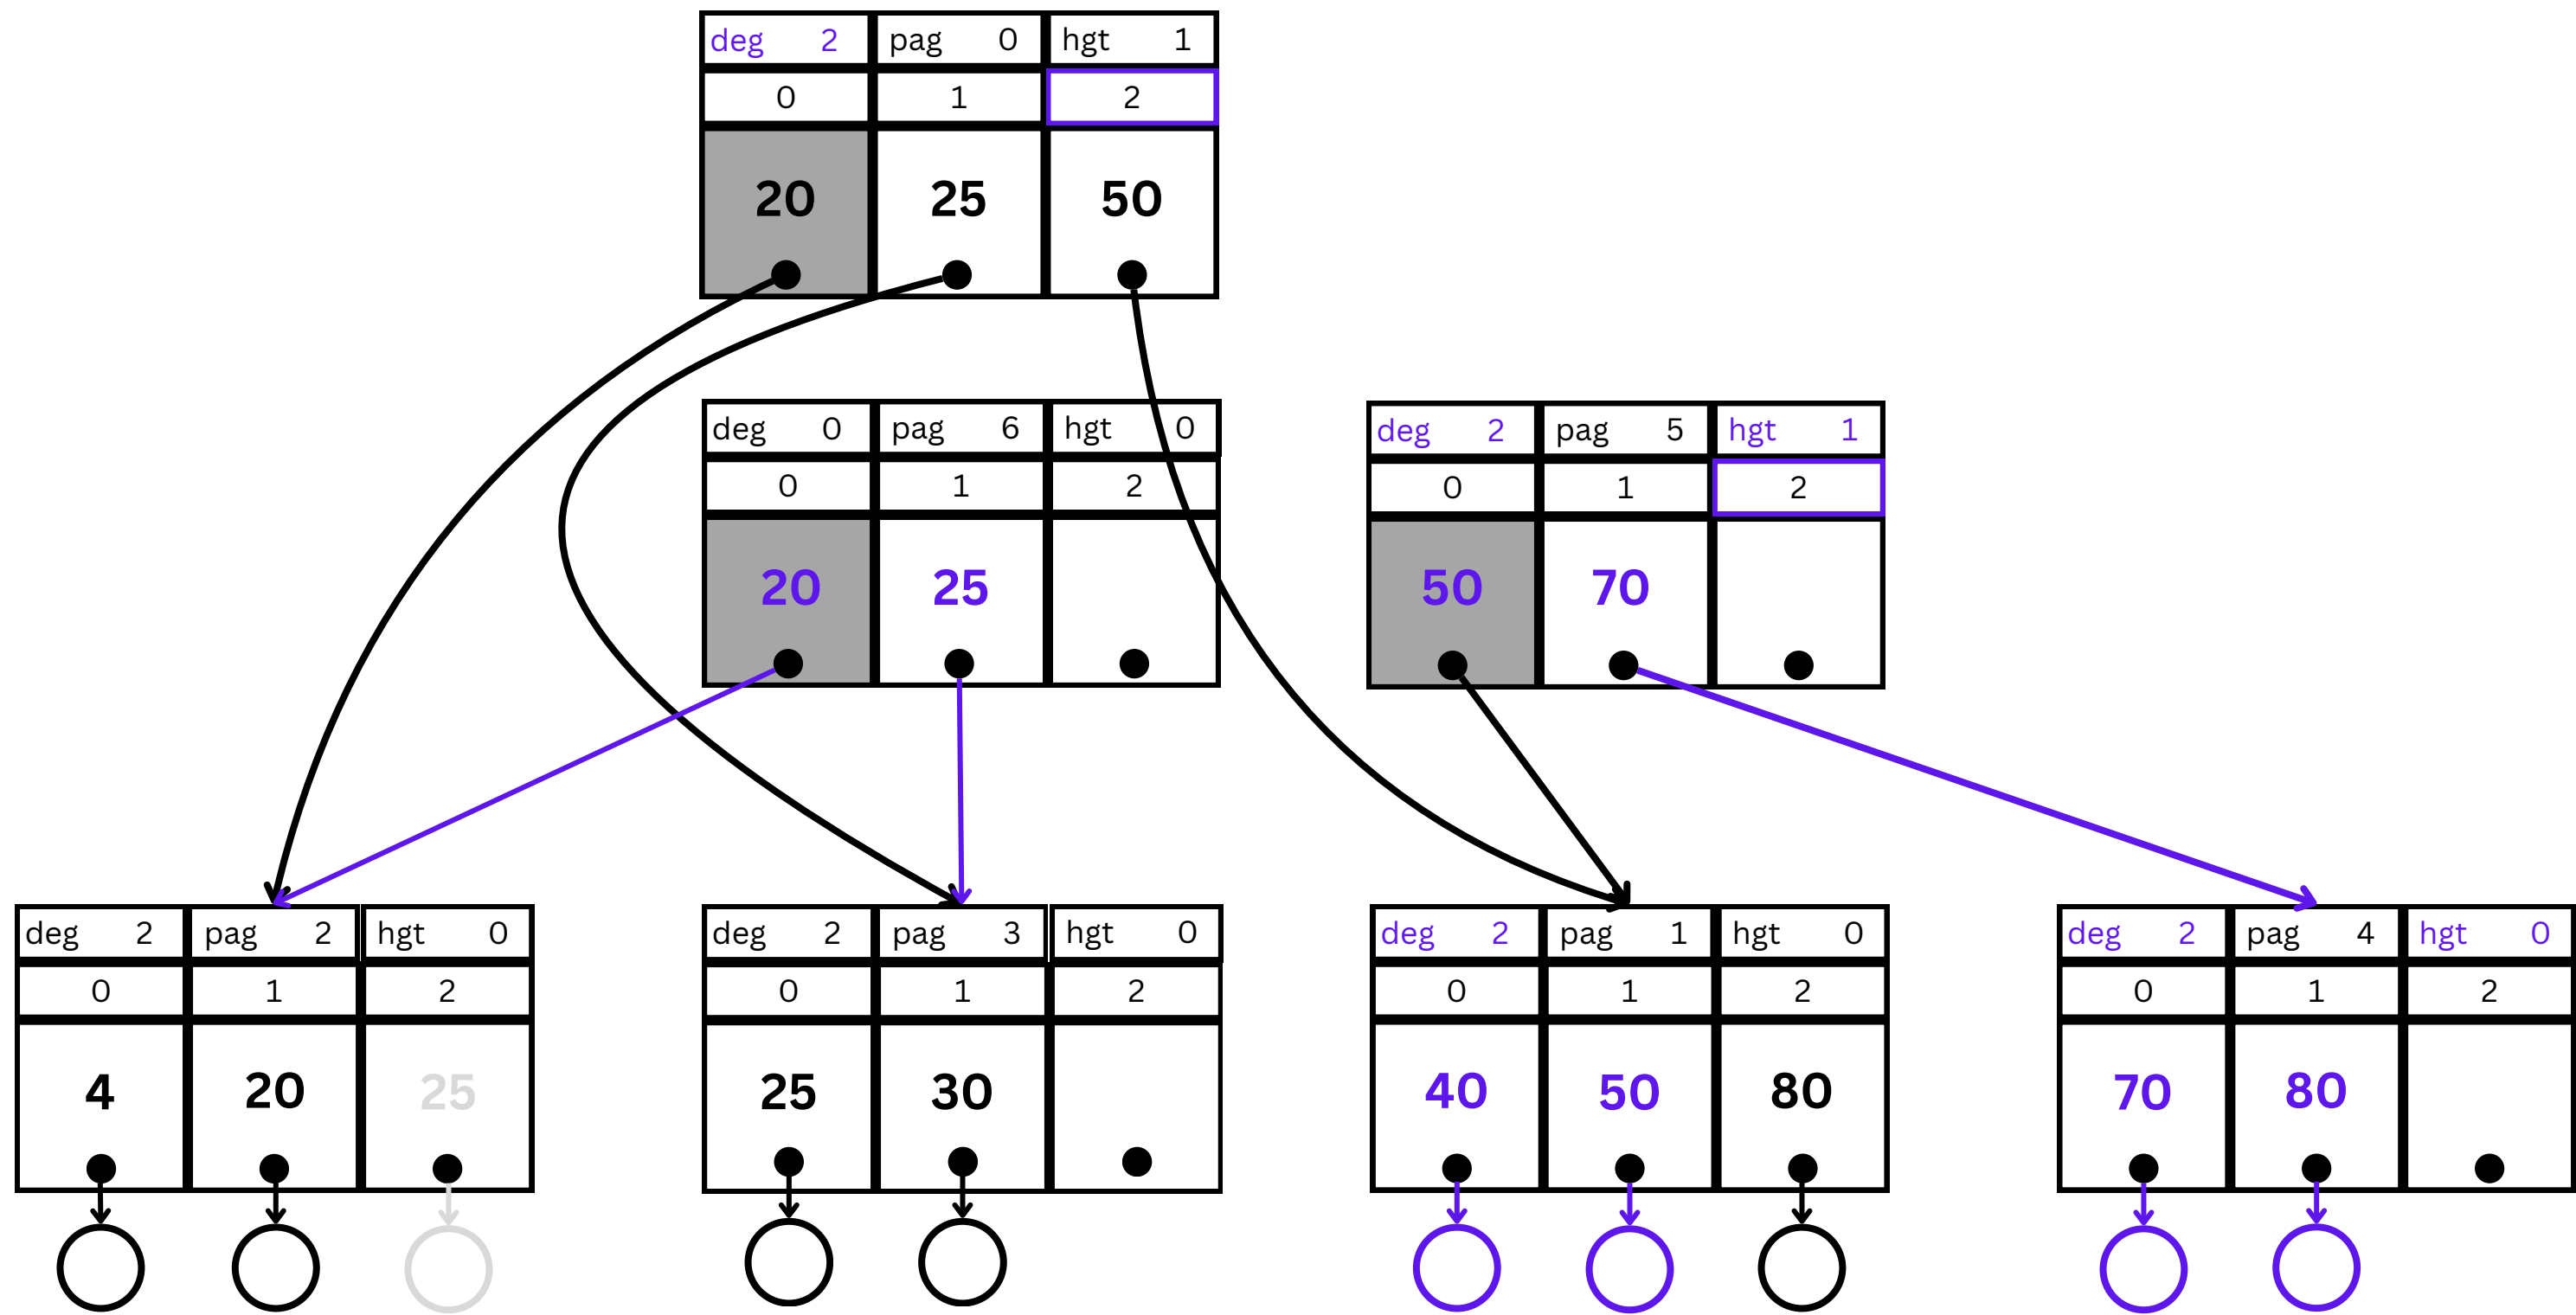 deg 2 pag 0 hgt 1
0 1 2
20 25 50
deg 0 pag 6 hgt 0
0 1 2
20 25
deg 2 pag 5 hgt 1
0 1 2
50 70
deg 2 pag 2 hgt 0
0 1 2
4 20 25
deg 2 pag 3 hgt 0
0 1 2
25 30
deg 2 pag 1 hgt 0
0 1 2
40 50 80
deg 2 pag 4 hgt 0
0 1 2
70 80